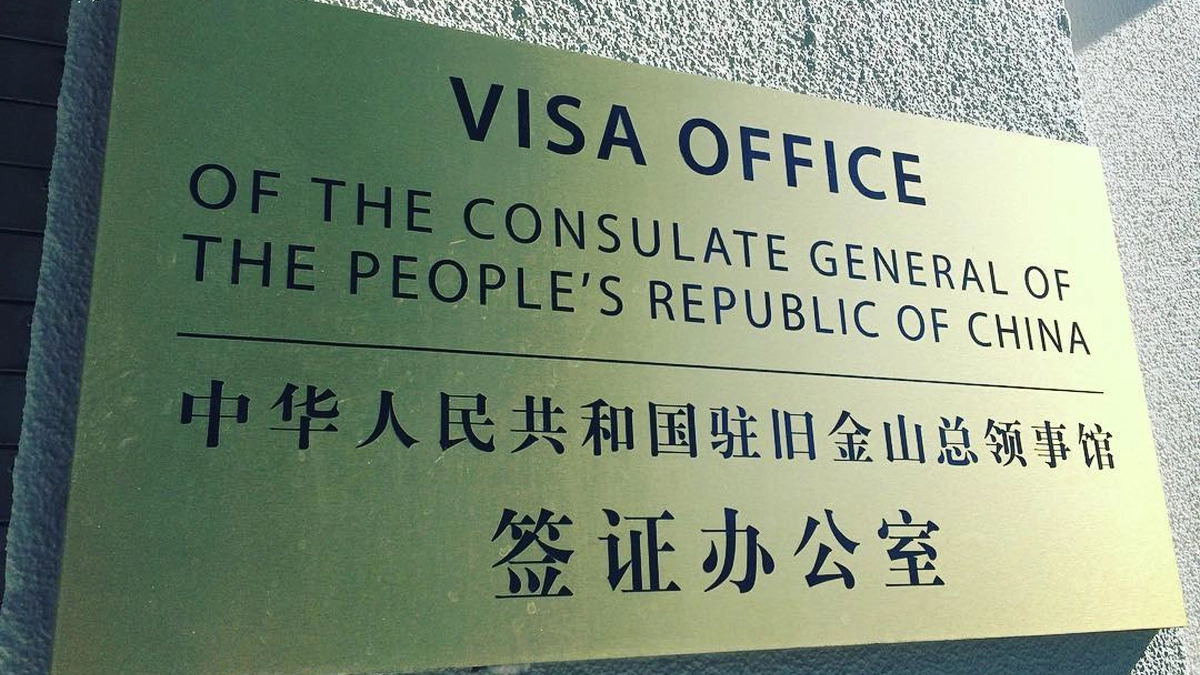 VISA OFFICE
OF THE CONSULATE GENERAL OF
THE PEOPLE'S REPUBLIC OF CHINA
中华人民共和国驻旧金山总领事馆
签证办公室